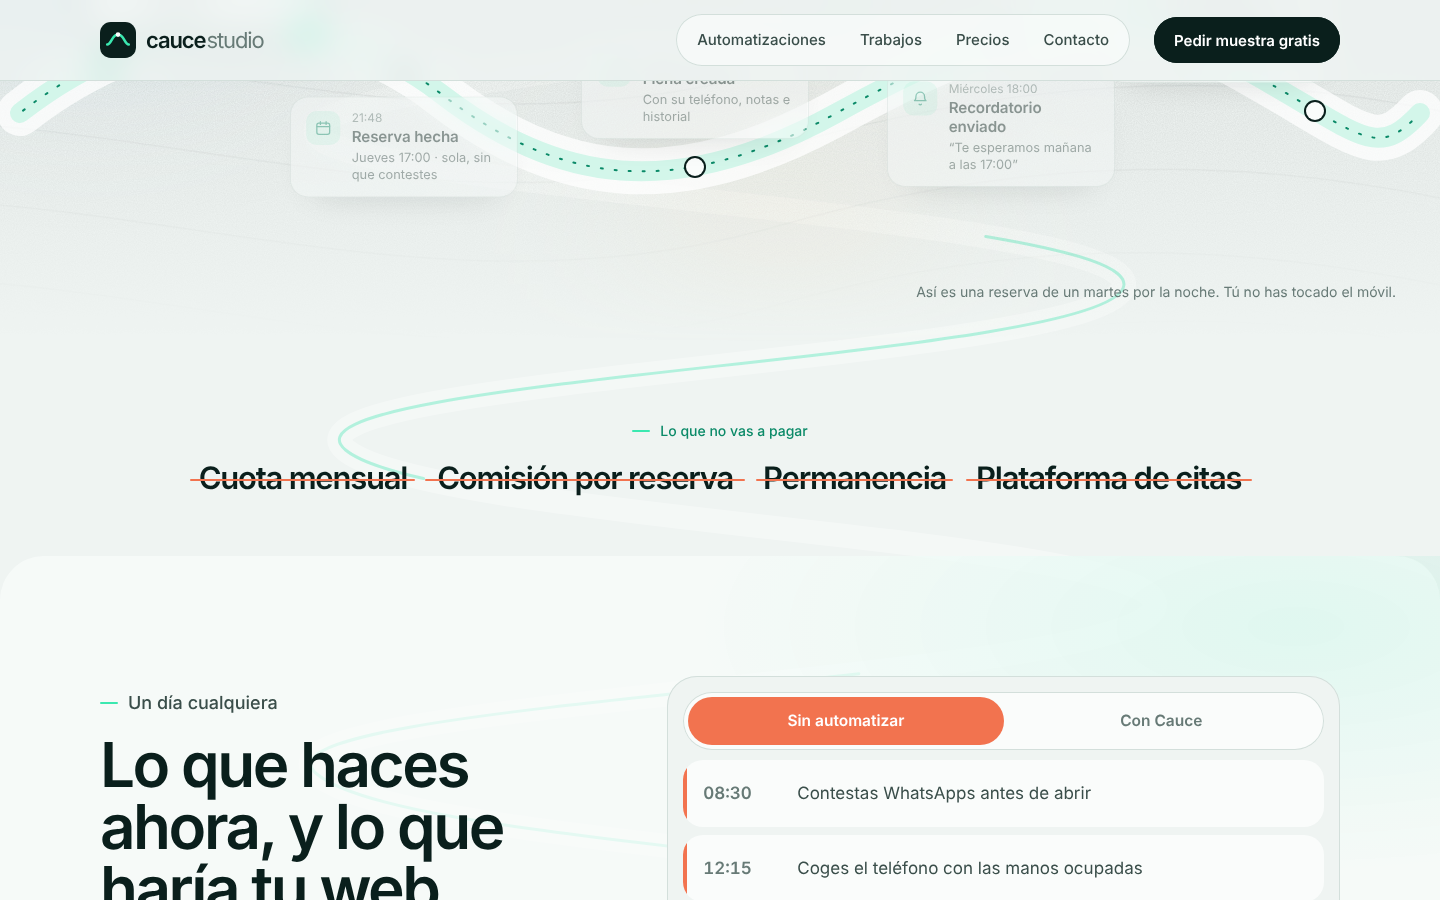 caucestudio
Automatizaciones
Trabajos
Precios
Contacto
Pedir muestra gratis
21:48
Reserva hecha
Jueves 17:00 · sola, sin
que contestes
Ficha creada
Con su teléfono, notas e
historial
Miércoles 18:00
Recordatorio
enviado
“Te esperamos mañana
a las 17:00”
Así es una reserva de un martes por la noche. Tú no has tocado el móvil.
Lo que no vas a pagar
Cuota mensual
Comisión por reserva
Permanencia
Plataforma de citas
Un día cualquiera
Lo que haces
ahora, y lo que
haría tu web
Sin automatizar
Con Cauce
08:30
Contestas WhatsApps antes de abrir
12:15
Coges el teléfono con las manos ocupadas